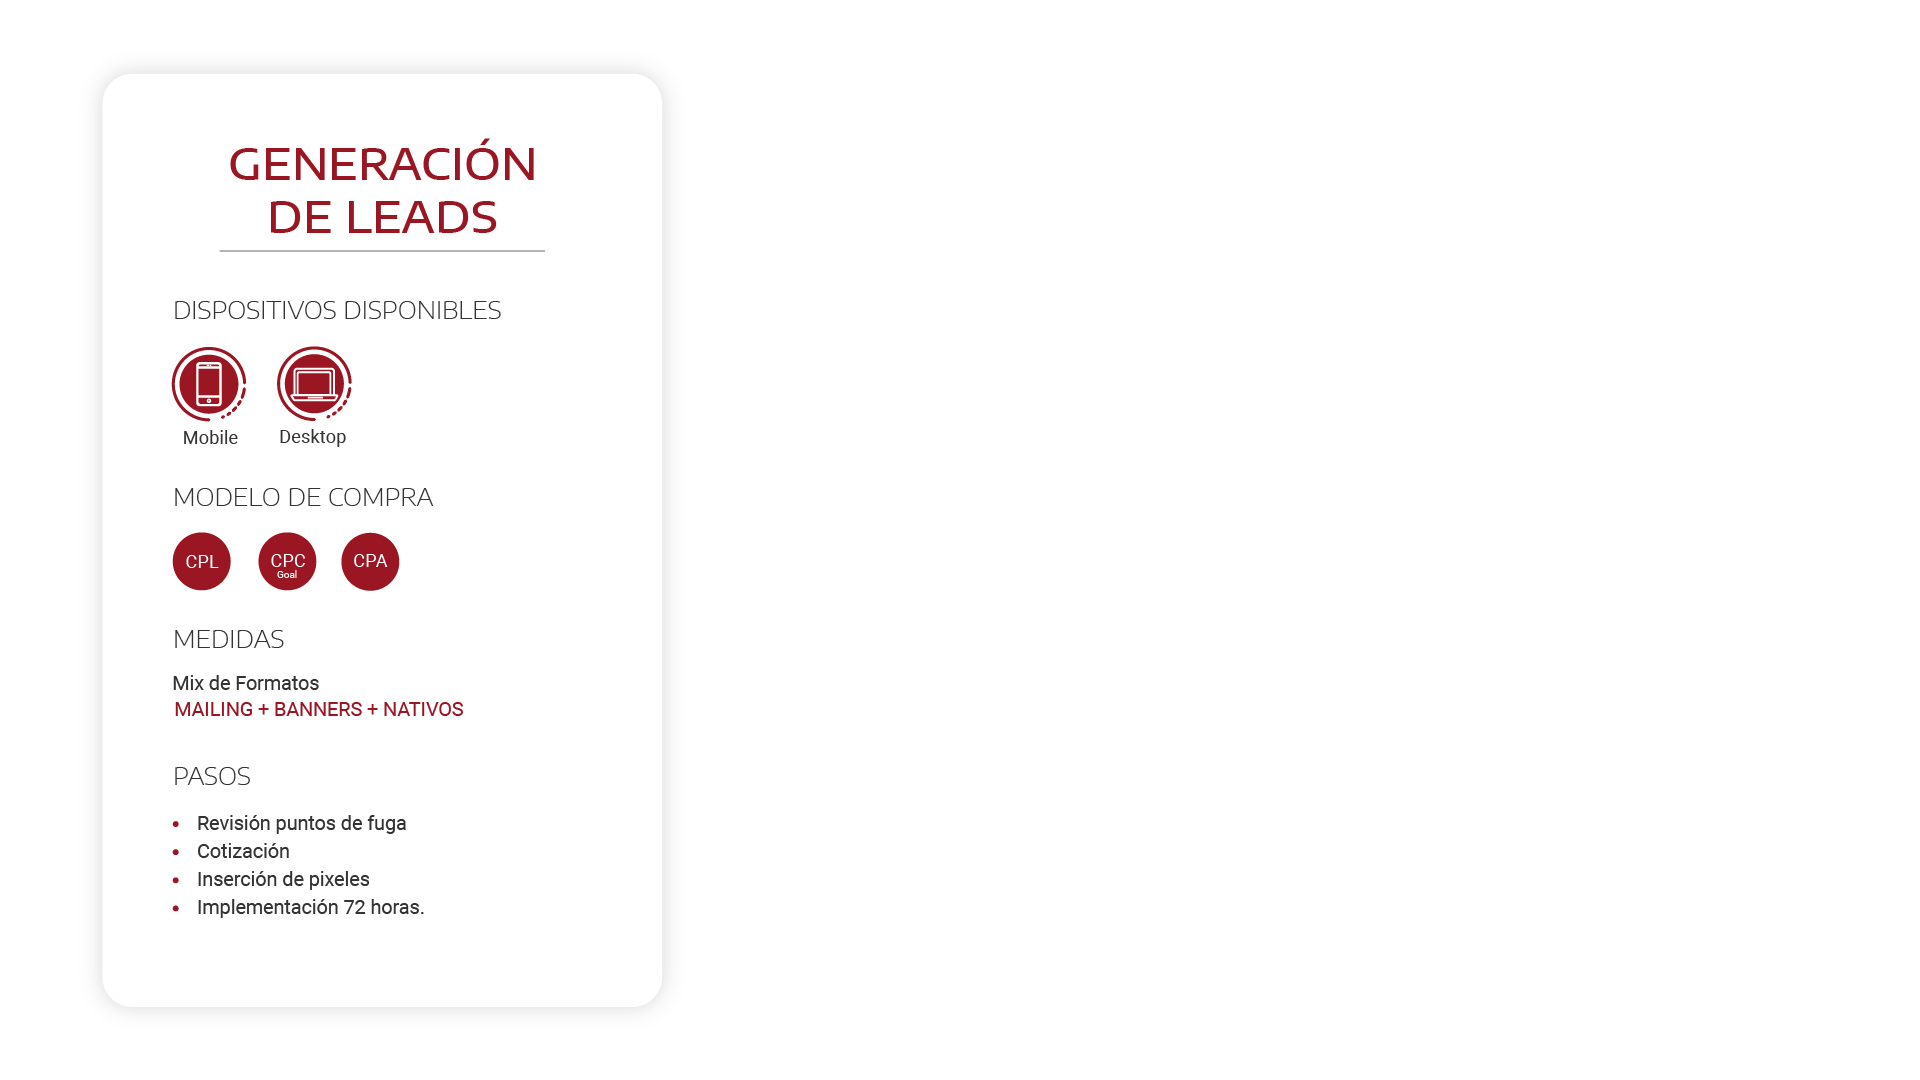 GENERACIÓN
DE LEADS
DISPOSITIVOS DISPONIBLES
Mobile
Desktop
MODELO DE COMPRA
CPL
CPC
Goal
CPA
MEDIDAS
Mix de Formatos
MAILING + BANNERS + NATIVOS
PASOS
• Revisión puntos de fuga
• Cotización
• Inserción de pixeles
• Implementación 72 horas.